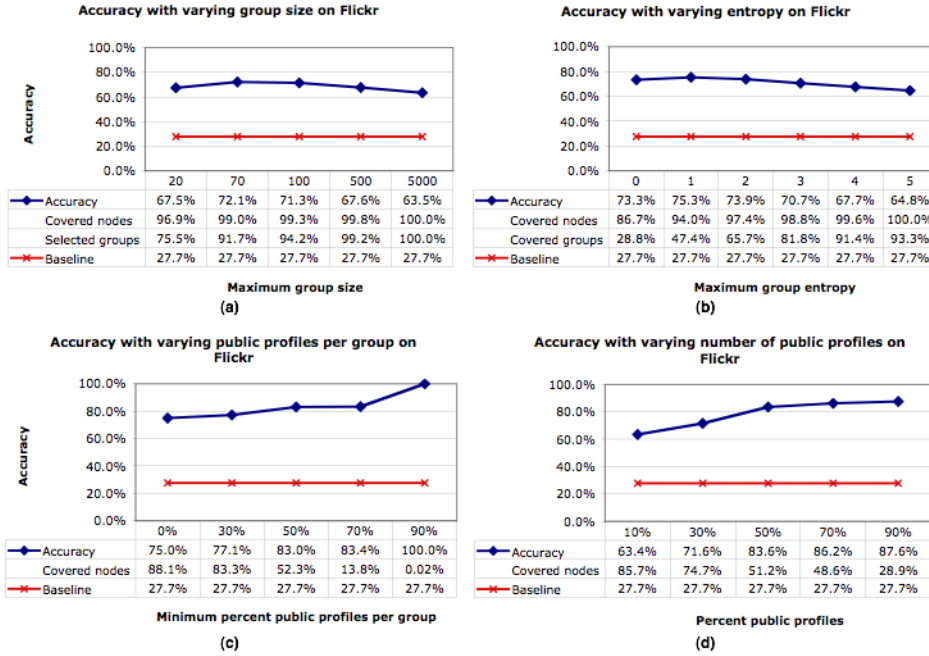 Accuracy with varying group size on Flickr
100.0%
80.0%
60.0%
40.0%
20.0%
0.0%
Accuracy
20 70 100 500 5000
Accuracy 67.5% 72.1% 71.3% 67.6% 63.5%
Covered nodes 96.9% 99.0% 99.3% 99.8% 100.0%
Selected groups 75.5% 91.7% 94.2% 99.2% 100.0%
Baseline 27.7% 27.7% 27.7% 27.7% 27.7%
Maximum group size
(a)
Accuracy with varying entropy on Flickr
100.0%
80.0%
60.0%
40.0%
20.0%
0.0%
0 1 2 3 4 5
Accuracy 73.3% 75.3% 73.9% 70.7% 67.7% 64.8%
Covered nodes 86.7% 94.0% 97.4% 98.8% 99.6% 100.0%
Covered groups 28.8% 47.4% 65.7% 81.8% 91.4% 93.3%
Baseline 27.7% 27.7% 27.7% 27.7% 27.7% 27.7%
Maximum group entropy
(b)
Accuracy with varying public profiles per group on
Flickr
100.0%
80.0%
60.0%
40.0%
20.0%
0.0%
Accuracy
0% 30% 50% 70% 90%
Accuracy 75.0% 77.1% 83.0% 83.4% 100.0%
Covered nodes 88.1% 83.3% 52.3% 13.8% 0.02%
Baseline 27.7% 27.7% 27.7% 27.7% 27.7%
Minimum percent public profiles per group
(c)
Accuracy with varying number of public profiles on
Flickr
100.0%
80.0%
60.0%
40.0%
20.0%
0.0%
10% 30% 50% 70% 90%
Accuracy 63.4% 71.6% 83.6% 86.2% 87.6%
Covered nodes 85.7% 74.7% 51.2% 48.6% 28.9%
Baseline 27.7% 27.7% 27.7% 27.7% 27.7%
Percent public profiles
(d)